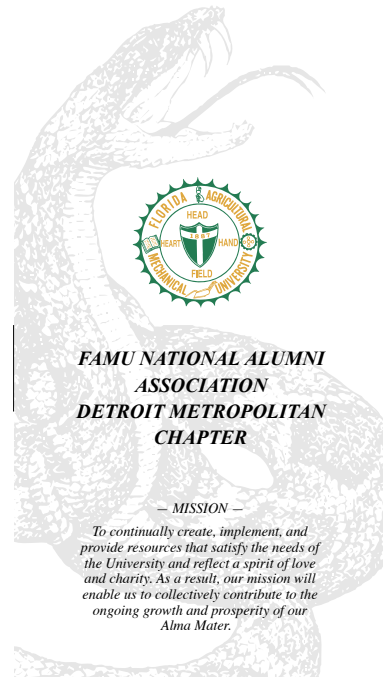 FLORIDA AGRICULTURAL
MECHANICAL UNIVERSITY
HEAD
1887
HEART
HAND
FIELD
FAMU NATIONAL ALUMNI
ASSOCIATION
DETROIT METROPOLITAN
CHAPTER
— MISSION —
To continually create, implement, and
provide resources that satisfy the needs of
the University and reflect a spirit of love
and charity. As a result, our mission will
enable us to collectively contribute to the
ongoing growth and prosperity of our
Alma Mater.